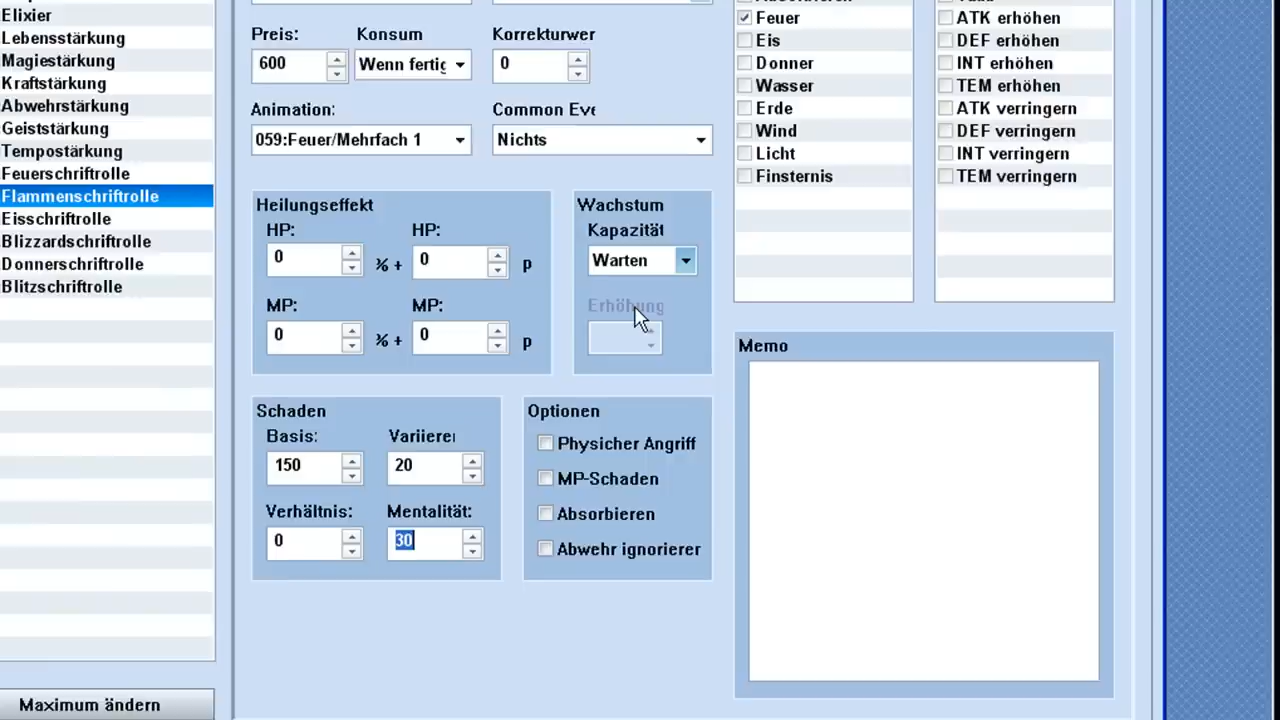 Elixier
Lebensstärkung
Magiestärkung
Kraftstärkung
Abwehrstärkung
Geiststärkung
Tempostärkung
Feuerschriftrolle
Flammenschriftrolle
Eisschriftrolle
Blizzardschriftrolle
Donnerschriftrolle
Blitzschriftrolle
Maximum ändern
Preis: Konsum Korrekturwer
600 Wenn fertig 0
Animation: Common Eve
059:Feuer/Mehrfach 1 Nichts
Heilungseffekt
HP: HP:
0 % + 0 p
MP: MP:
0 % + 0 p
Wachstum
Kapazität
Warten
Erhöhung
Schaden
Basis: Variierei
150 20
Verhältnis: Mentalität:
0 30
Optionen
Physicher Angriff
MP-Schaden
Absorbieren
Abwehr ignorierer
Feuer
Eis
Donner
Wasser
Erde
Wind
Licht
Finsternis
ATK erhöhen
DEF erhöhen
INT erhöhen
TEM erhöhen
ATK verringern
DEF verringern
INT verringern
TEM verringern
Memo